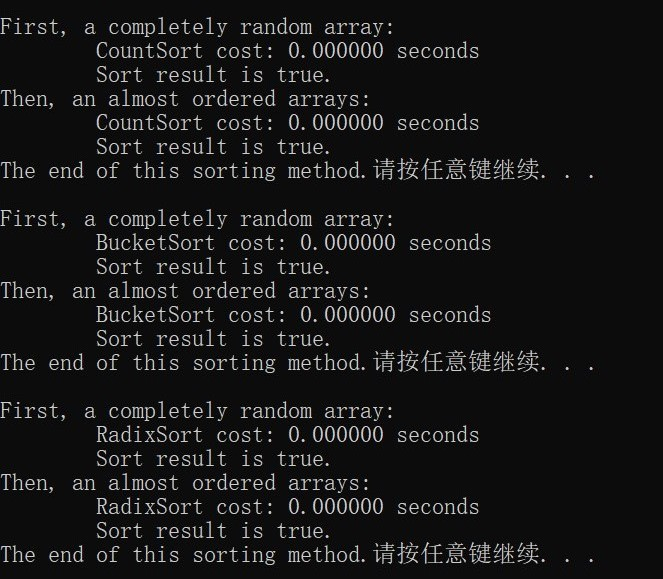 First, a completely random array:
CountSort cost: 0.000000 seconds
Sort result is true.
Then, an almost ordered arrays:
CountSort cost: 0.000000 seconds
Sort result is true.
The end of this sorting method.请按任意键继续. . .
First, a completely random array:
BucketSort cost: 0.000000 seconds
Sort result is true.
Then, an almost ordered arrays:
BucketSort cost: 0.000000 seconds
Sort result is true.
The end of this sorting method.请按任意键继续. . .
First, a completely random array:
RadixSort cost: 0.000000 seconds
Sort result is true.
Then, an almost ordered arrays:
RadixSort cost: 0.000000 seconds
Sort result is true.
The end of this sorting method.请按任意键继续. . .